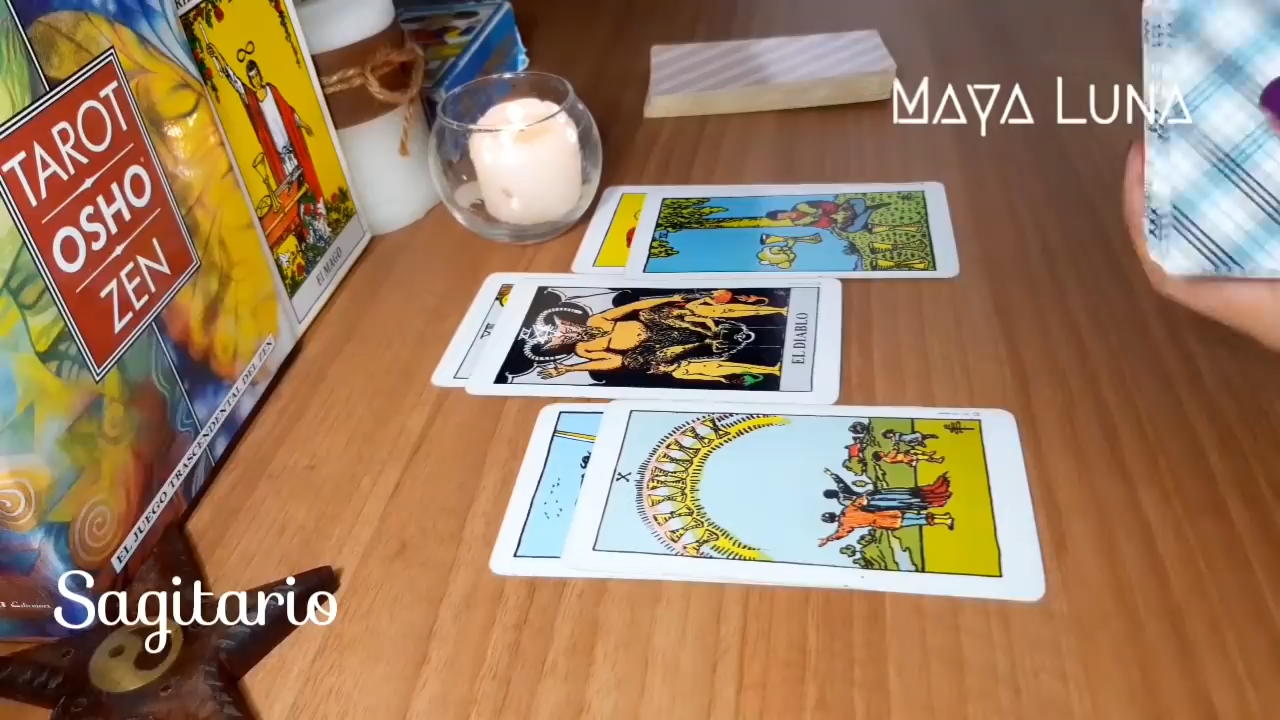 MAYA LUNA
TAROT
OSHO
ZEN
EL MAGO
EL JUEGO TRASCENDENTAL DEL ZEN
EL DIABLO
X
Sagitario